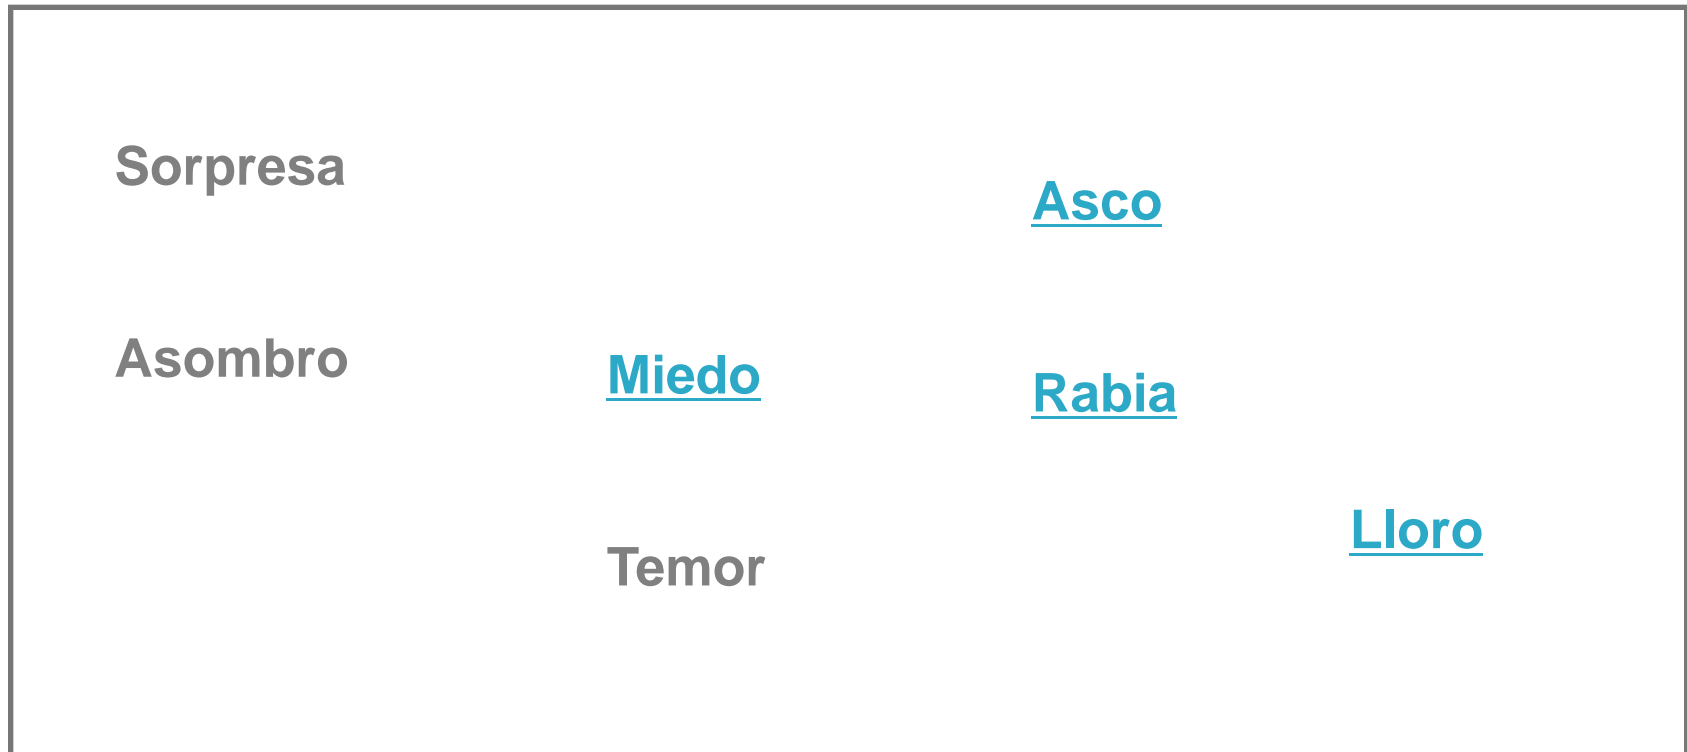 Sorpresa
Asco
Asombro
Miedo
Rabia
Lloro
Temor